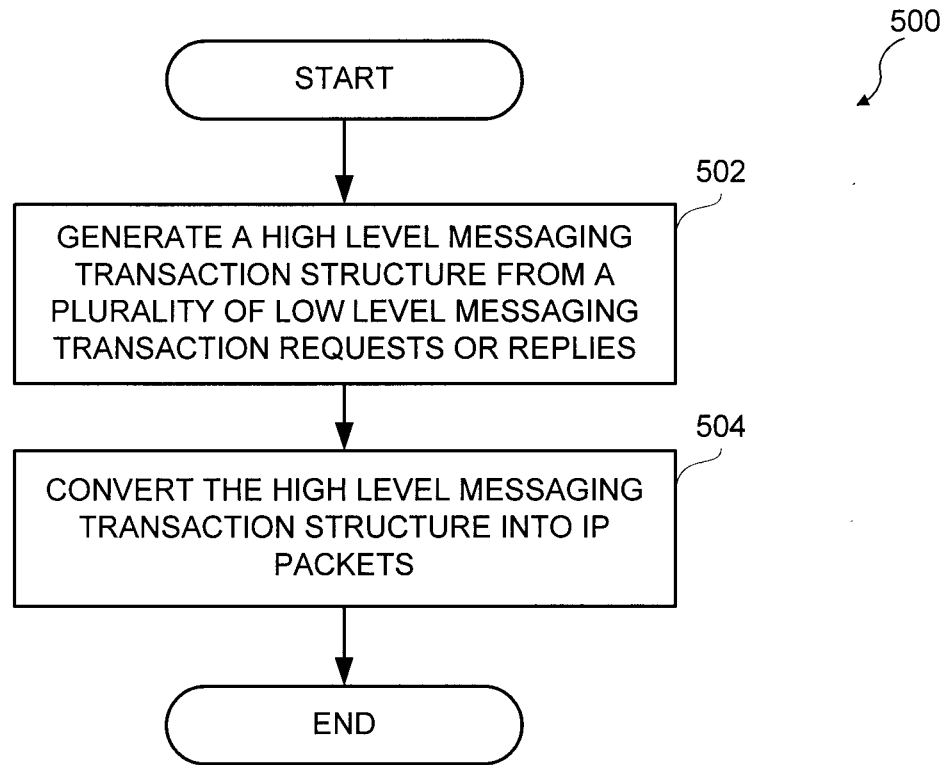 500
START
502
GENERATE A HIGH LEVEL MESSAGING
TRANSACTION STRUCTURE FROM A
PLURALITY OF LOW LEVEL MESSAGING
TRANSACTION REQUESTS OR REPLIES
504
CONVERT THE HIGH LEVEL MESSAGING
TRANSACTION STRUCTURE INTO IP
PACKETS
END